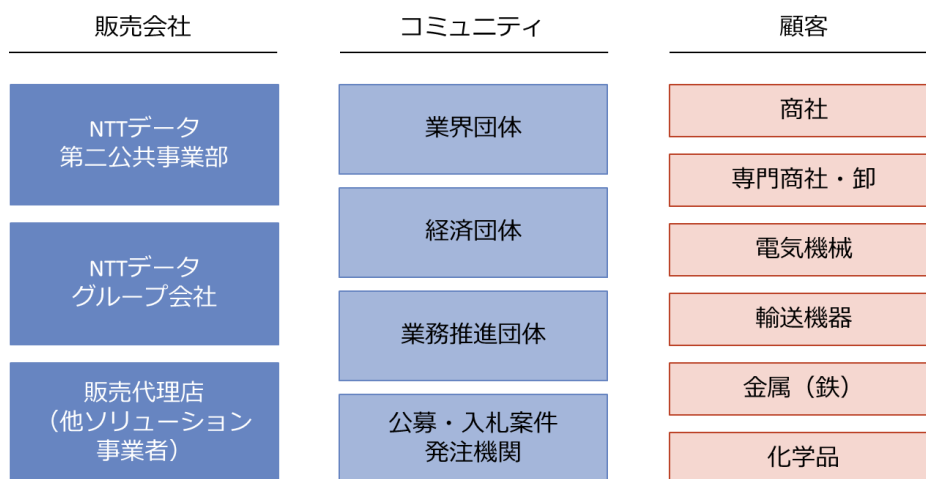 販売会社
NTTデータ
第二公共事業部
NTTデータ
グループ会社
販売代理店
（他ソリューション
事業者）
コミュニティ
業界団体
経済団体
業務推進団体
公募・入札案件
発注機関
顧客
商社
専門商社・卸
電気機械
輸送機器
金属（鉄）
化学品